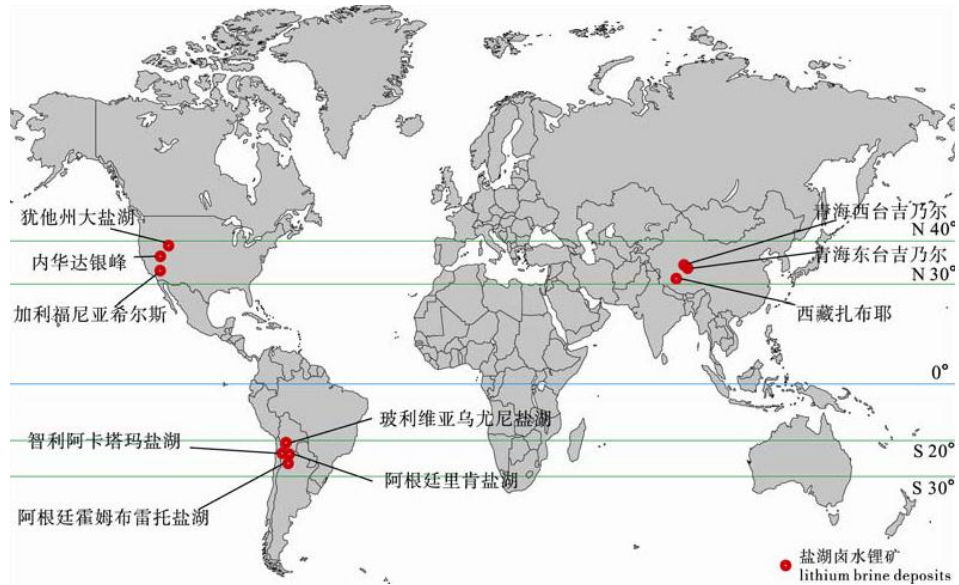 犹他州大盐湖
内华达银峰
加利福尼亚希尔斯
青海西台吉乃尔
N 40°
青海东台吉乃尔
N 30°
西藏扎布耶
0°
玻利维亚乌尤尼盐湖
智利阿卡塔玛盐湖
S 20°
阿根廷里肯盐湖
S 30°
阿根廷霍姆布雷托盐湖
盐湖卤水锂矿
lithium brine deposits